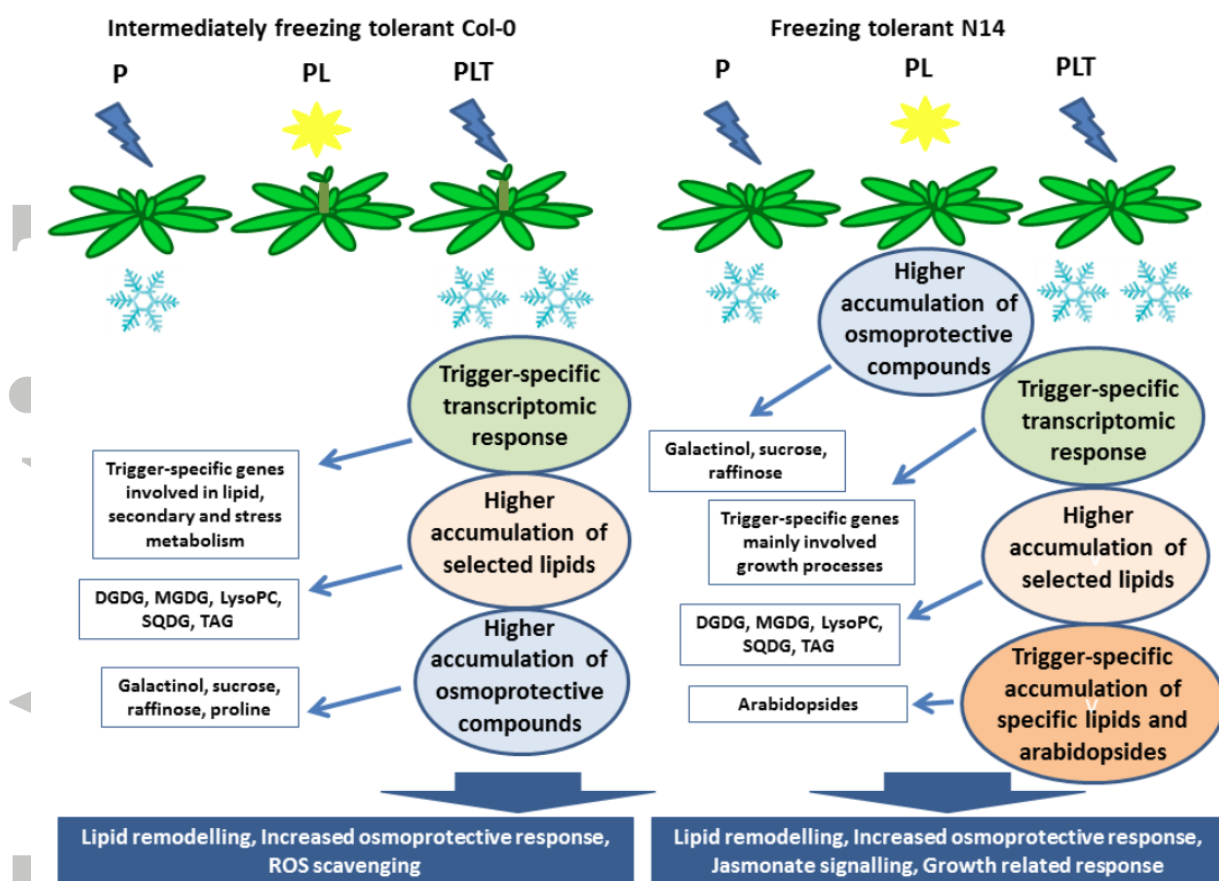 Intermediately freezing tolerant Col-0
P
PL
PLT
Trigger-specific
transcriptomic
response
Trigger-specific genes
involved in lipid,
secondary and stress
metabolism
Higher
accumulation of
selected lipids
DGDG, MGDG, LysoPC,
SQDG, TAG
Higher
accumulation of
osmoprotective
compounds
Galactinol, sucrose,
raffinose, proline
Lipid remodelling, Increased osmoprotective response,
ROS scavenging
Freezing tolerant N14
P
PL
PLT
Higher
accumulation of
osmoprotective
compounds
Galactinol, sucrose,
raffinose
Trigger-specific
transcriptomic
response
Trigger-specific genes
mainly involved
growth processes
Higher
accumulation of
selected lipids
DGDG, MGDG, LysoPC,
SQDG, TAG
Trigger-specific
accumulation of
specific lipids and
arabidopsides
Arabidopsides
Lipid remodelling, Increased osmoprotective response,
Jasmonate signalling, Growth related response